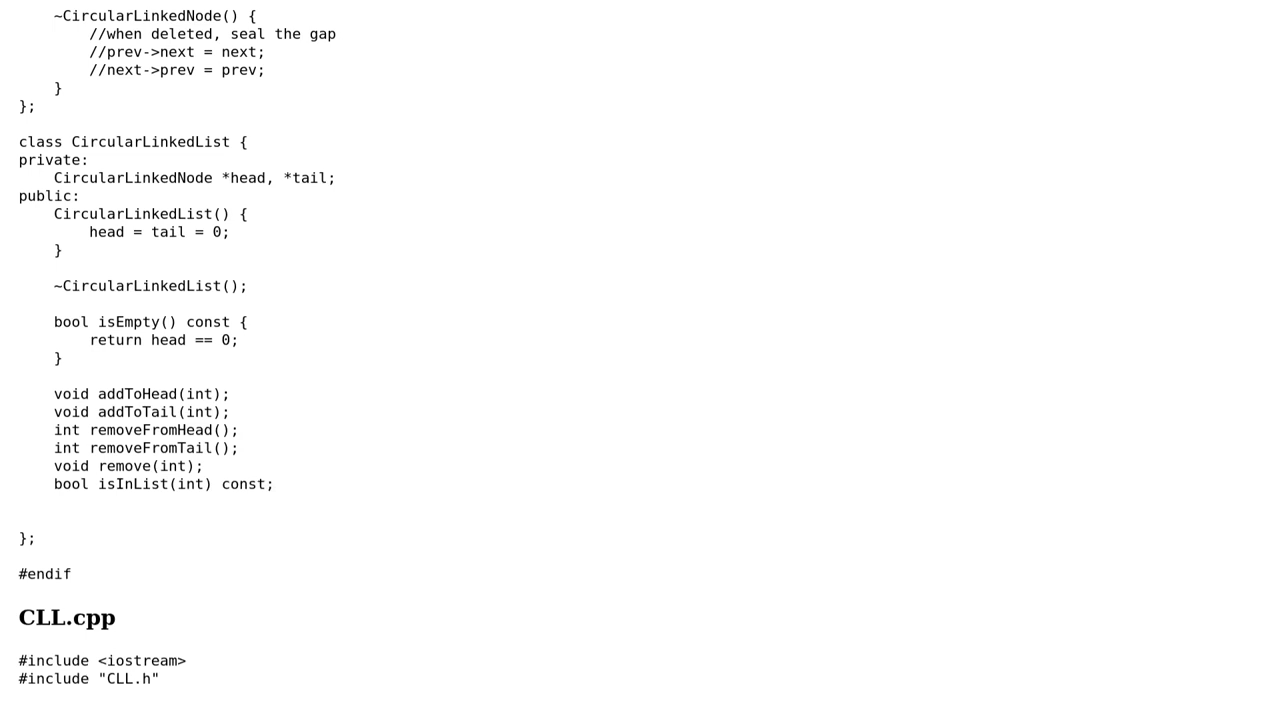 ~CircularLinkedNode() {
//when deleted, seal the gap
//prev->next = next;
//next->prev = prev;
}
};
class CircularLinkedList {
private:
CircularLinkedNode *head, *tail;
public:
CircularLinkedList() {
head = tail = 0;
}
~CircularLinkedList();
bool isEmpty() const {
return head == 0;
}
void addToHead(int);
void addToTail(int);
int removeFromHead();
int removeFromTail();
void remove(int);
bool isInList(int) const;
};
#endif
CLL.cpp
#include <iostream>
#include "CLL.h"